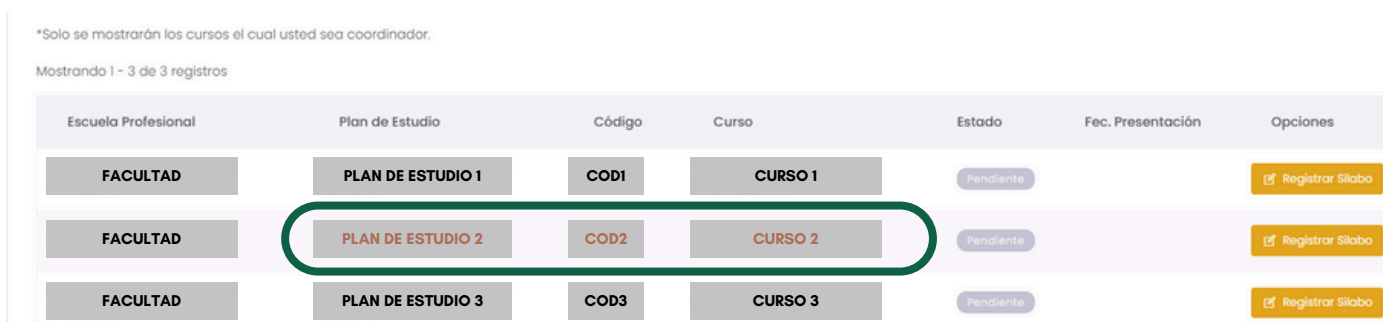 *Solo se mostrarán los cursos el cual usted sea coordinador.
Mostrando 1 - 3 de 3 registros
Escuela Profesional Plan de Estudio Código Curso Estado Fec. Presentación Opciones
FACULTAD PLAN DE ESTUDIO 1 COD1 CURSO 1 Pendiente Registrar Silabo
FACULTAD PLAN DE ESTUDIO 2 COD2 CURSO 2 Pendiente Registrar Silabo
FACULTAD PLAN DE ESTUDIO 3 COD3 CURSO 3 Pendiente Registrar Silabo